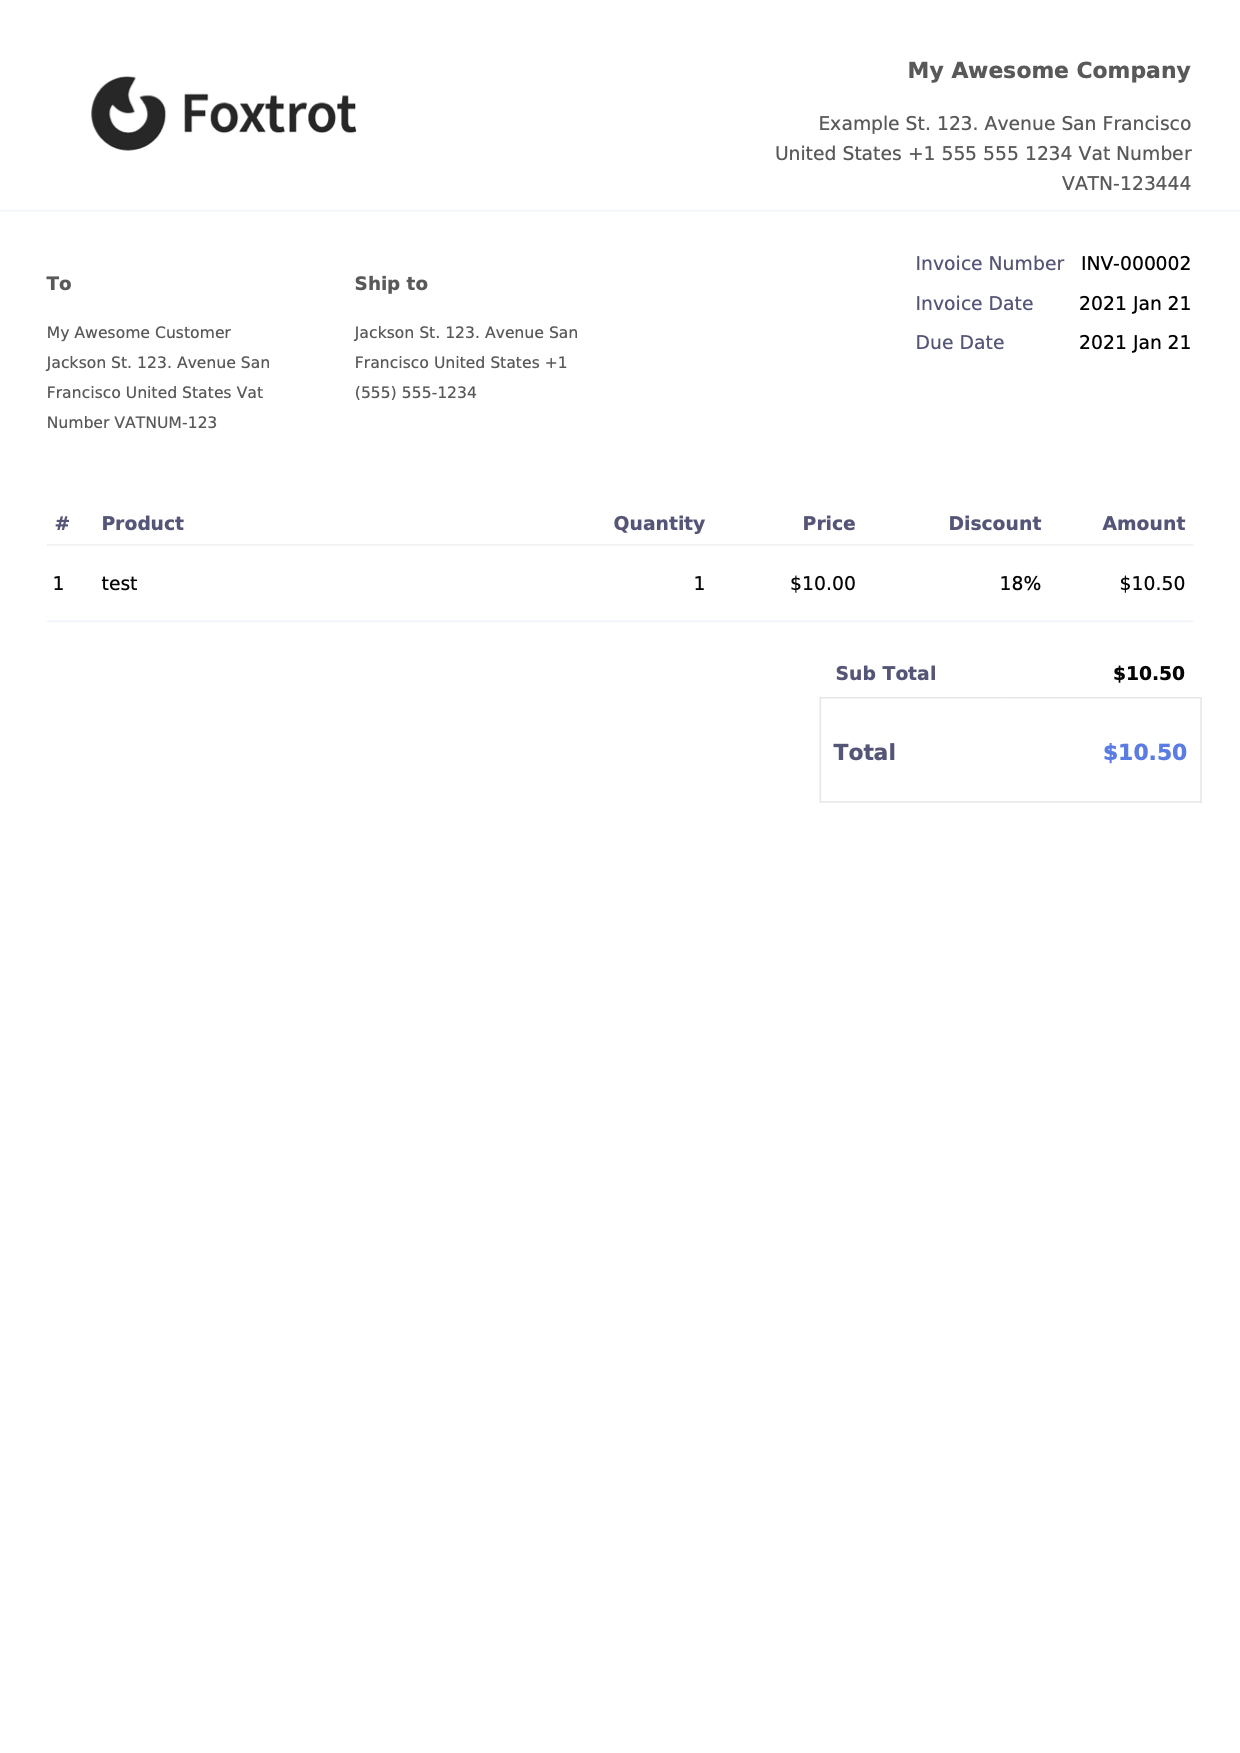 Foxtrot
My Awesome Company
Example St. 123. Avenue San Francisco
United States +1 555 555 1234 Vat Number
VATN-123444
To
My Awesome Customer
Jackson St. 123. Avenue San
Francisco United States Vat
Number VATNUM-123
Ship to
Jackson St. 123. Avenue San
Francisco United States +1
(555) 555-1234
Invoice Number INV-000002
Invoice Date 2021 Jan 21
Due Date 2021 Jan 21
# Product Quantity Price Discount Amount
1 test 1 $10.00 18% $10.50
Sub Total $10.50
Total $10.50